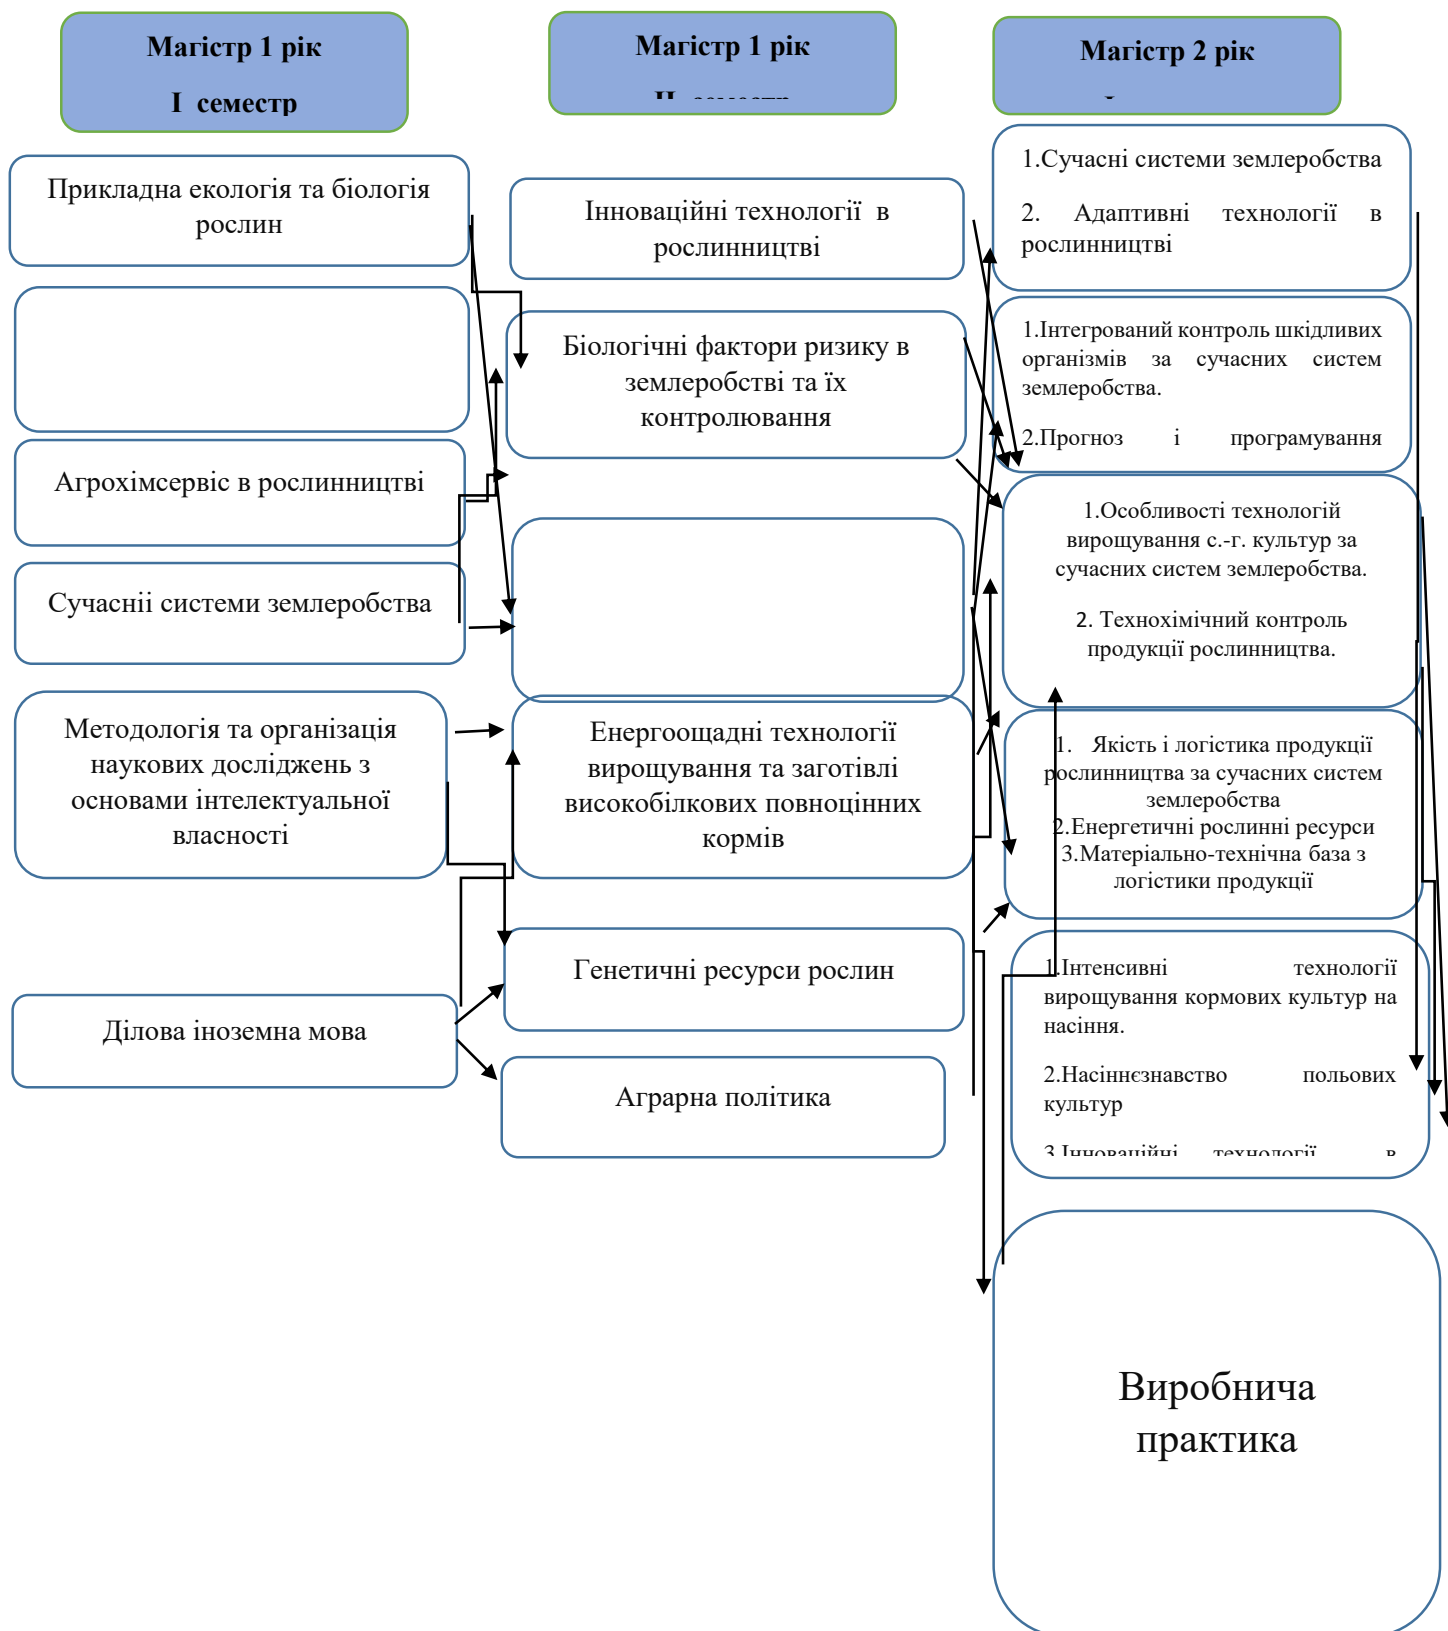 Магістр 1 рік
І семестр
Прикладна екологія та біологія
рослин
Агрохімсервіс в рослинництві
Сучасніі системи землеробства
Методологія та організація
наукових досліджень з
основами інтелектуальної
власності
Ділова іноземна мова
Магістр 1 рік
ІІ семестр
Інноваційні технології в
рослинництві
Біологічні фактори ризику в
землеробстві та їх
контролювання
Енергоощадні технології
вирощування та заготівлі
високобілкових повноцінних
кормів
Генетичні ресурси рослин
Аграрна політика
Магістр 2 рік
1.Сучасні системи землеробства
2. Адаптивні технології в
рослинництві
1.Інтегрований контроль шкідливих
організмів за сучасних систем
землеробства.
2.Прогноз і програмування
1.Особливості технологій
вирощування с.-г. культур за
сучасних систем землеробства.
2. Технохімічний контроль
продукції рослинництва.
1. Якість і логістика продукції
рослинництва за сучасних систем
землеробства
2.Енергетичні рослинні ресурси
3.Матеріально-технічна база з
логістики продукції
1.Інтенсивні технології
вирощування кормових культур на
насіння.
2.Насіннєзнавство польових
культур
3.Інноваційні технології в
Виробнича
практика